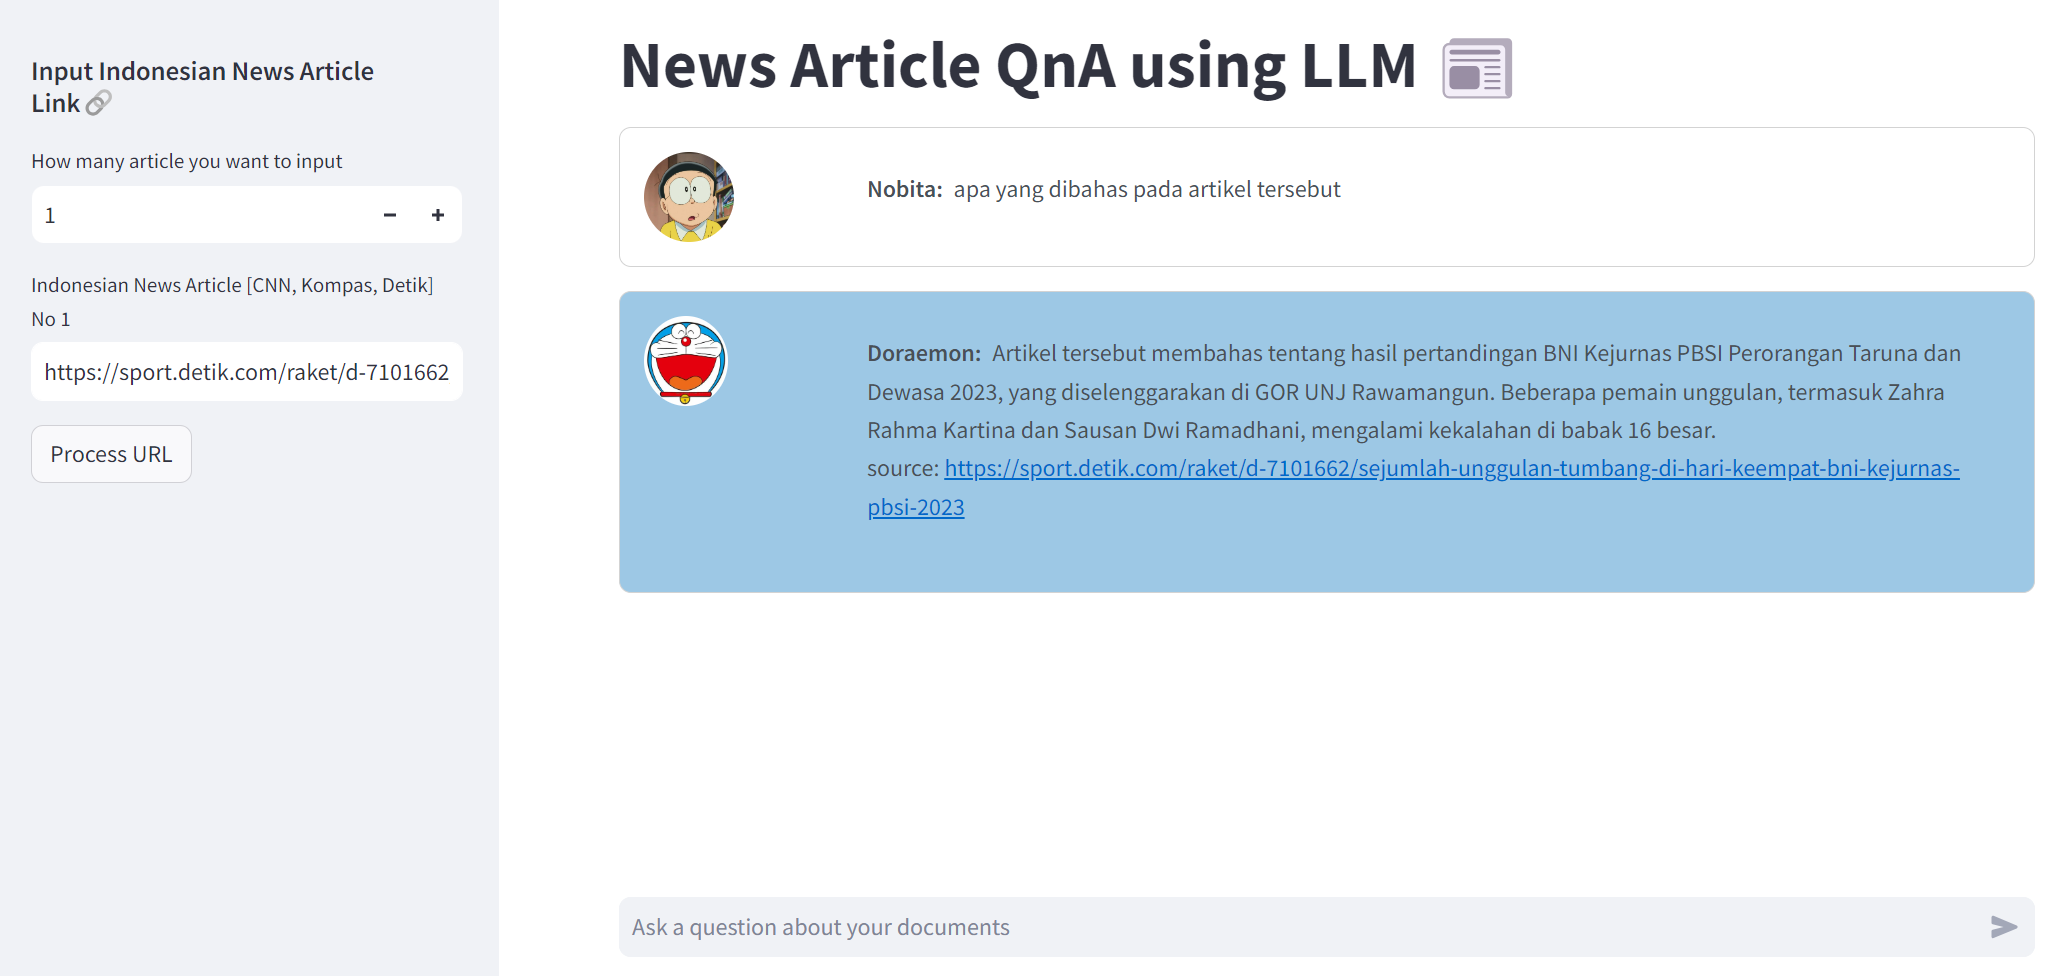 Input Indonesian News Article
Link
How many article you want to input
1
Indonesian News Article [CNN, Kompas, Detik]
No 1
https://sport.detik.com/raket/d-7101662
Process URL
News Article QnA using LLM
Nobita: apa yang dibahas pada artikel tersebut
Doraemon: Artikel tersebut membahas tentang hasil pertandingan BNI Kejurnas PBSI Perorangan Taruna dan
Dewasa 2023, yang diselenggarakan di GOR UNJ Rawamangun. Beberapa pemain unggulan, termasuk Zahra
Rahma Kartina dan Sausan Dwi Ramadhani, mengalami kekalahan di babak 16 besar.
source: https://sport.detik.com/raket/d-7101662/sejumlah-unggulan-tumbang-di-hari-keempat-bni-kejurnas-
pbsi-2023
Ask a question about your documents